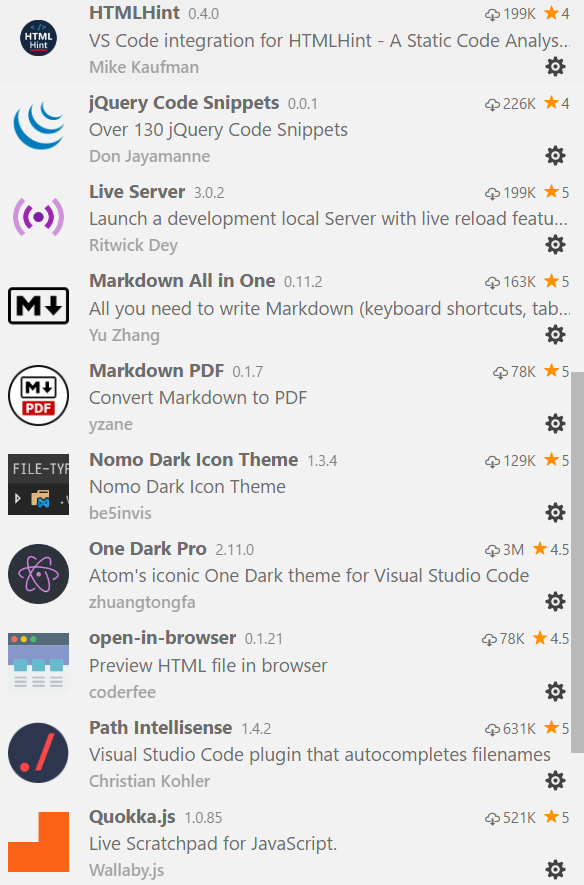 HTMLHint 0.4.0 199K 4
HTML
Hint
VS Code integration for HTMLHint - A Static Code Analys...
Mike Kaufman
jQuery Code Snippets 0.0.1 226K 4
Over 130 jQuery Code Snippets
Don Jayamanne
Live Server 3.0.2 199K 5
Launch a development local Server with live reload featu...
Ritwick Dey
Markdown All in One 0.11.2 163K 5
M
All you need to write Markdown (keyboard shortcuts, tab...
Yu Zhang
Markdown PDF 0.1.7 78K 5
M
PDF
Convert Markdown to PDF
yzane
Nomo Dark Icon Theme 1.3.4 129K 5
FILE-TYP
Nomo Dark Icon Theme
be5invis
One Dark Pro 2.11.0 3M 4.5
Atom's iconic One Dark theme for Visual Studio Code
zhuangtongfa
open-in-browser 0.1.21 78K 4.5
Preview HTML file in browser
coderfee
Path Intellisense 1.4.2 631K 5
./
Visual Studio Code plugin that autocompletes filenames
Christian Kohler
Quokka.js 1.0.85 521K 5
Live Scratchpad for JavaScript.
Wallaby.js